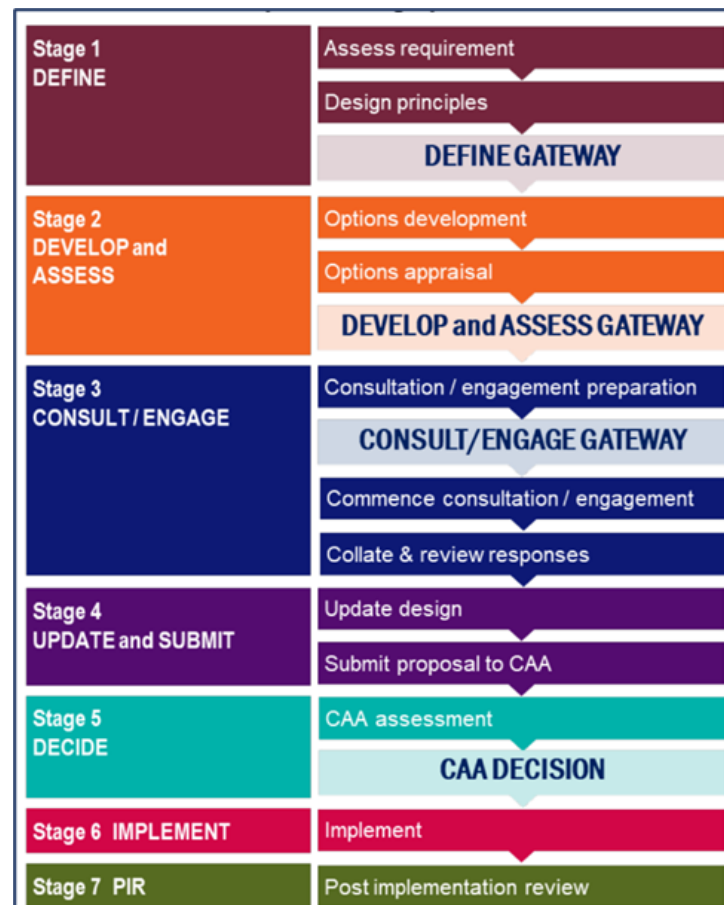 Stage 1
DEFINE
Assess requirement
Design principles
DEFINE GATEWAY
Stage 2
DEVELOP and
ASSESS
Options development
Options appraisal
DEVELOP and ASSESS GATEWAY
Stage 3
CONSULT / ENGAGE
Consultation / engagement preparation
CONSULT/ENGAGE GATEWAY
Commence consultation / engagement
Collate & review responses
Stage 4
UPDATE and SUBMIT
Update design
Submit proposal to CAA
Stage 5
DECIDE
CAA assessment
CAA DECISION
Stage 6 IMPLEMENT
Implement
Stage 7 PIR
Post implementation review